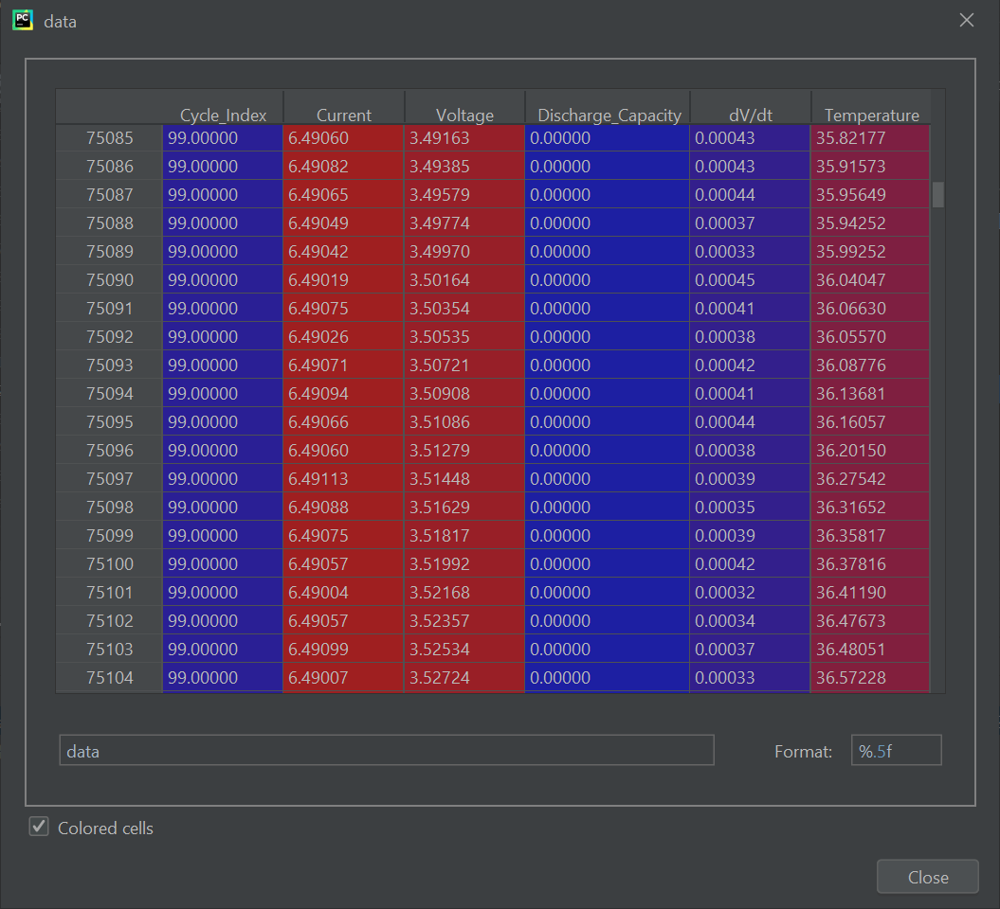 PC data
Cycle_Index Current Voltage Discharge_Capacity dV/dt Temperature
75085 99.00000 6.49060 3.49163 0.00000 0.00043 35.82177
75086 99.00000 6.49082 3.49385 0.00000 0.00043 35.91573
75087 99.00000 6.49065 3.49579 0.00000 0.00044 35.95649
75088 99.00000 6.49049 3.49774 0.00000 0.00037 35.94252
75089 99.00000 6.49042 3.49970 0.00000 0.00033 35.99252
75090 99.00000 6.49019 3.50164 0.00000 0.00045 36.04047
75091 99.00000 6.49075 3.50354 0.00000 0.00041 36.06630
75092 99.00000 6.49026 3.50535 0.00000 0.00038 36.05570
75093 99.00000 6.49071 3.50721 0.00000 0.00042 36.08776
75094 99.00000 6.49094 3.50908 0.00000 0.00041 36.13681
75095 99.00000 6.49066 3.51086 0.00000 0.00044 36.16057
75096 99.00000 6.49060 3.51279 0.00000 0.00038 36.20150
75097 99.00000 6.49113 3.51448 0.00000 0.00039 36.27542
75098 99.00000 6.49088 3.51629 0.00000 0.00035 36.31652
75099 99.00000 6.49075 3.51817 0.00000 0.00039 36.35817
75100 99.00000 6.49057 3.51992 0.00000 0.00042 36.37816
75101 99.00000 6.49004 3.52168 0.00000 0.00032 36.41190
75102 99.00000 6.49057 3.52357 0.00000 0.00034 36.47673
75103 99.00000 6.49099 3.52534 0.00000 0.00037 36.48051
75104 99.00000 6.49007 3.52724 0.00000 0.00033 36.57228
data Format: %.5f
Colored cells
Close